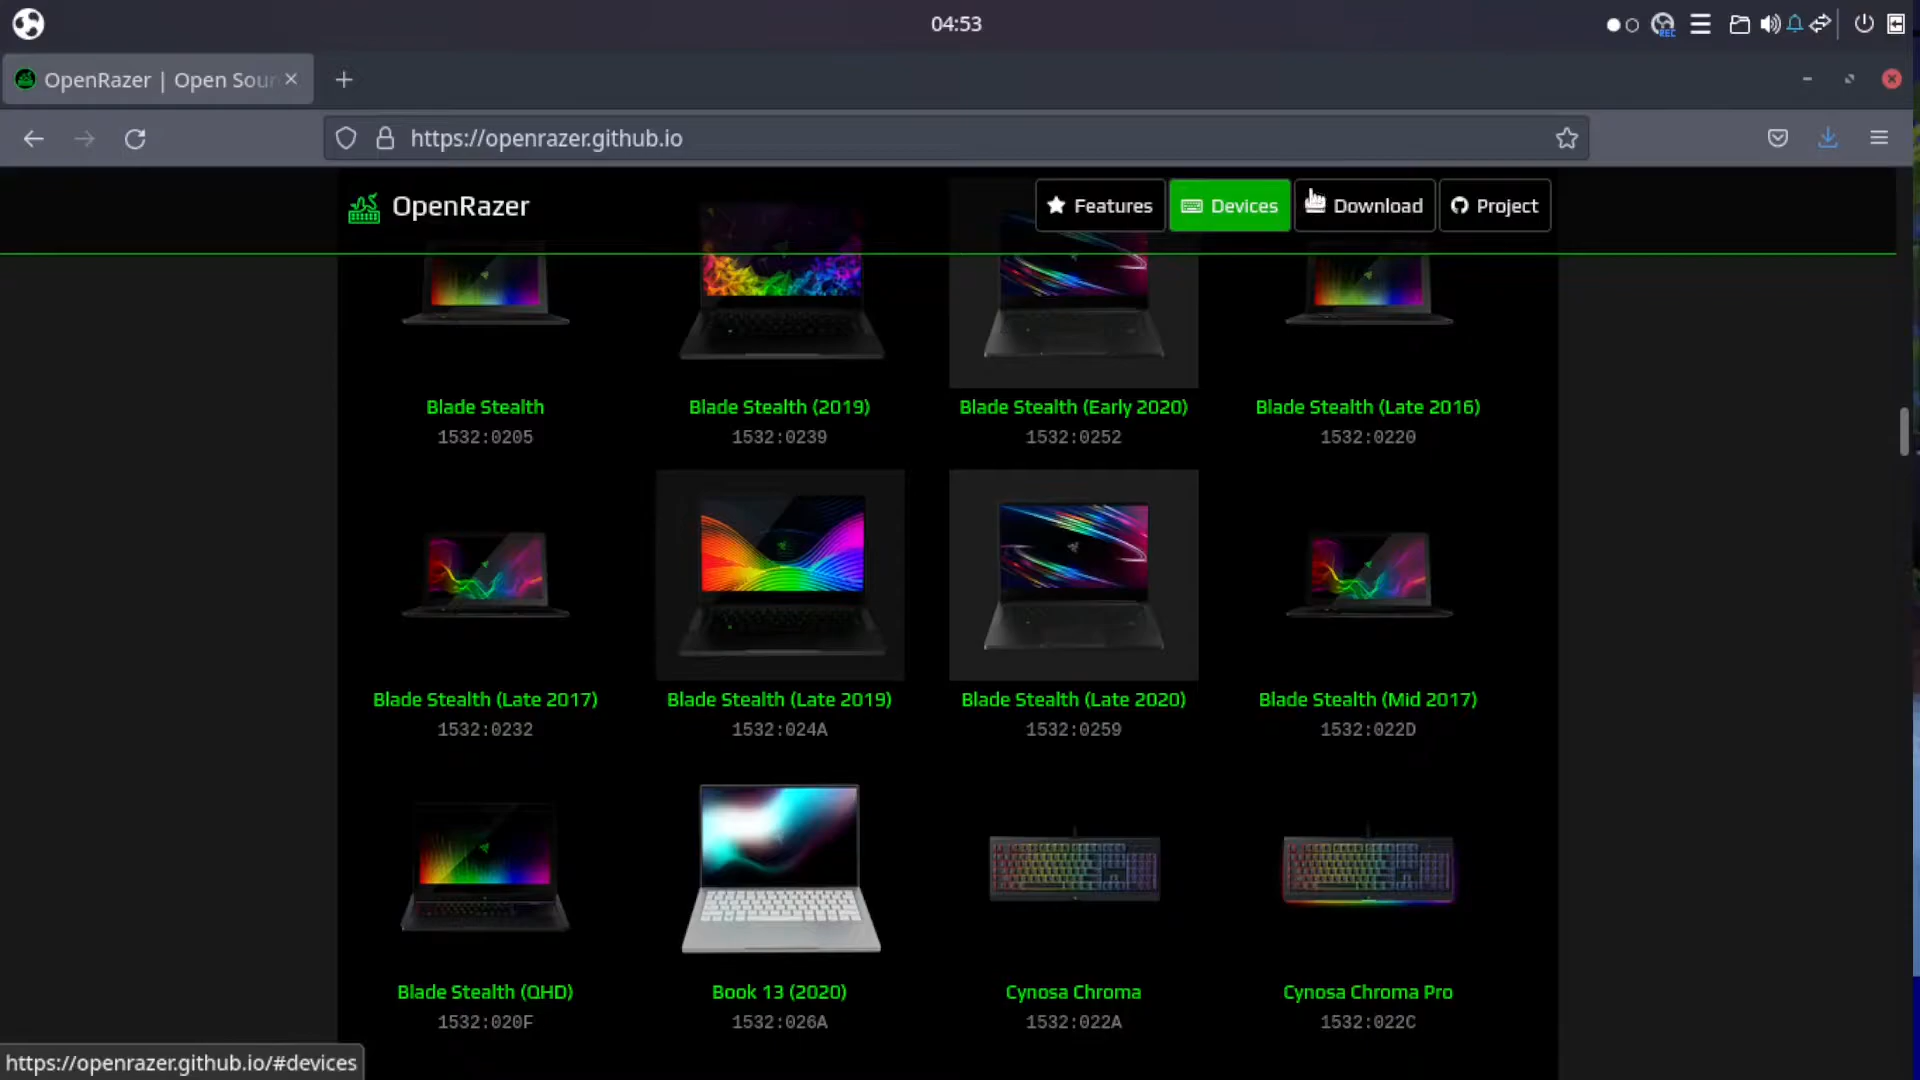 04:53
REC
OpenRazer | Open Sour
https://openrazer.github.io
OpenRazer
Features
Devices
Download
Project
Blade Stealth
1532:0205
Blade Stealth (2019)
1532:0239
Blade Stealth (Early 2020)
1532:0252
Blade Stealth (Late 2016)
1532:0220
Blade Stealth (Late 2017)
1532:0232
Blade Stealth (Late 2019)
1532:024A
Blade Stealth (Late 2020)
1532:0259
Blade Stealth (Mid 2017)
1532:022D
Blade Stealth (QHD)
1532:020F
Book 13 (2020)
1532:026A
Cynosa Chroma
1532:022A
Cynosa Chroma Pro
1532:022C
https://openrazer.github.io/#devices